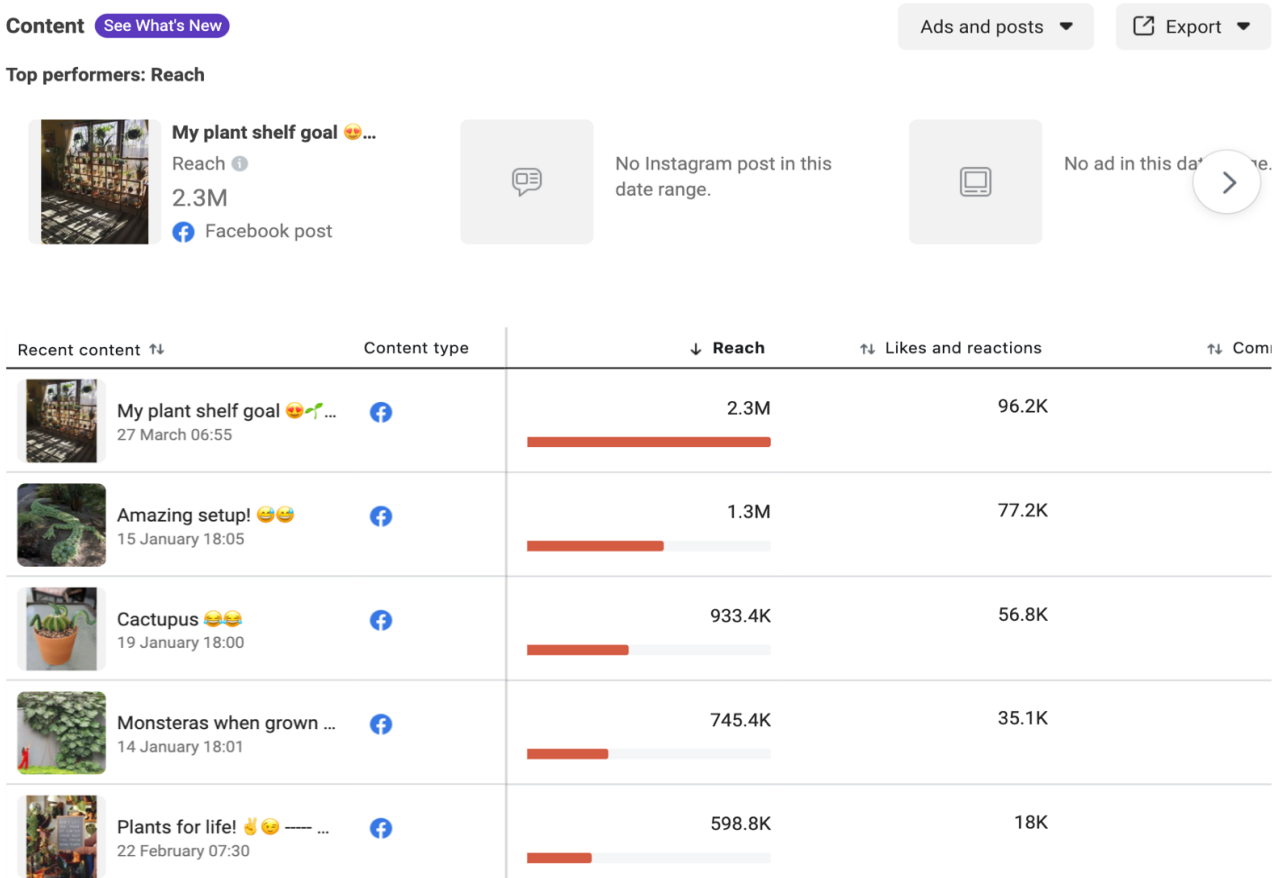 Content See What's New Ads and posts Export
Top performers: Reach
My plant shelf goal 😍...
Reach
2.3M
Facebook post
No Instagram post in this
date range.
No ad in this
Recent content Content type Reach Likes and reactions
My plant shelf goal 😍🌱...
27 March 06:55
2.3M 96.2K
Amazing setup! 😅😅
15 January 18:05
1.3M 77.2K
Cactupus 😂😂
19 January 18:00
933.4K 56.8K
Monsteras when grown ...
14 January 18:01
745.4K 35.1K
Plants for life! ✌️😉 ----- ...
22 February 07:30
598.8K 18K